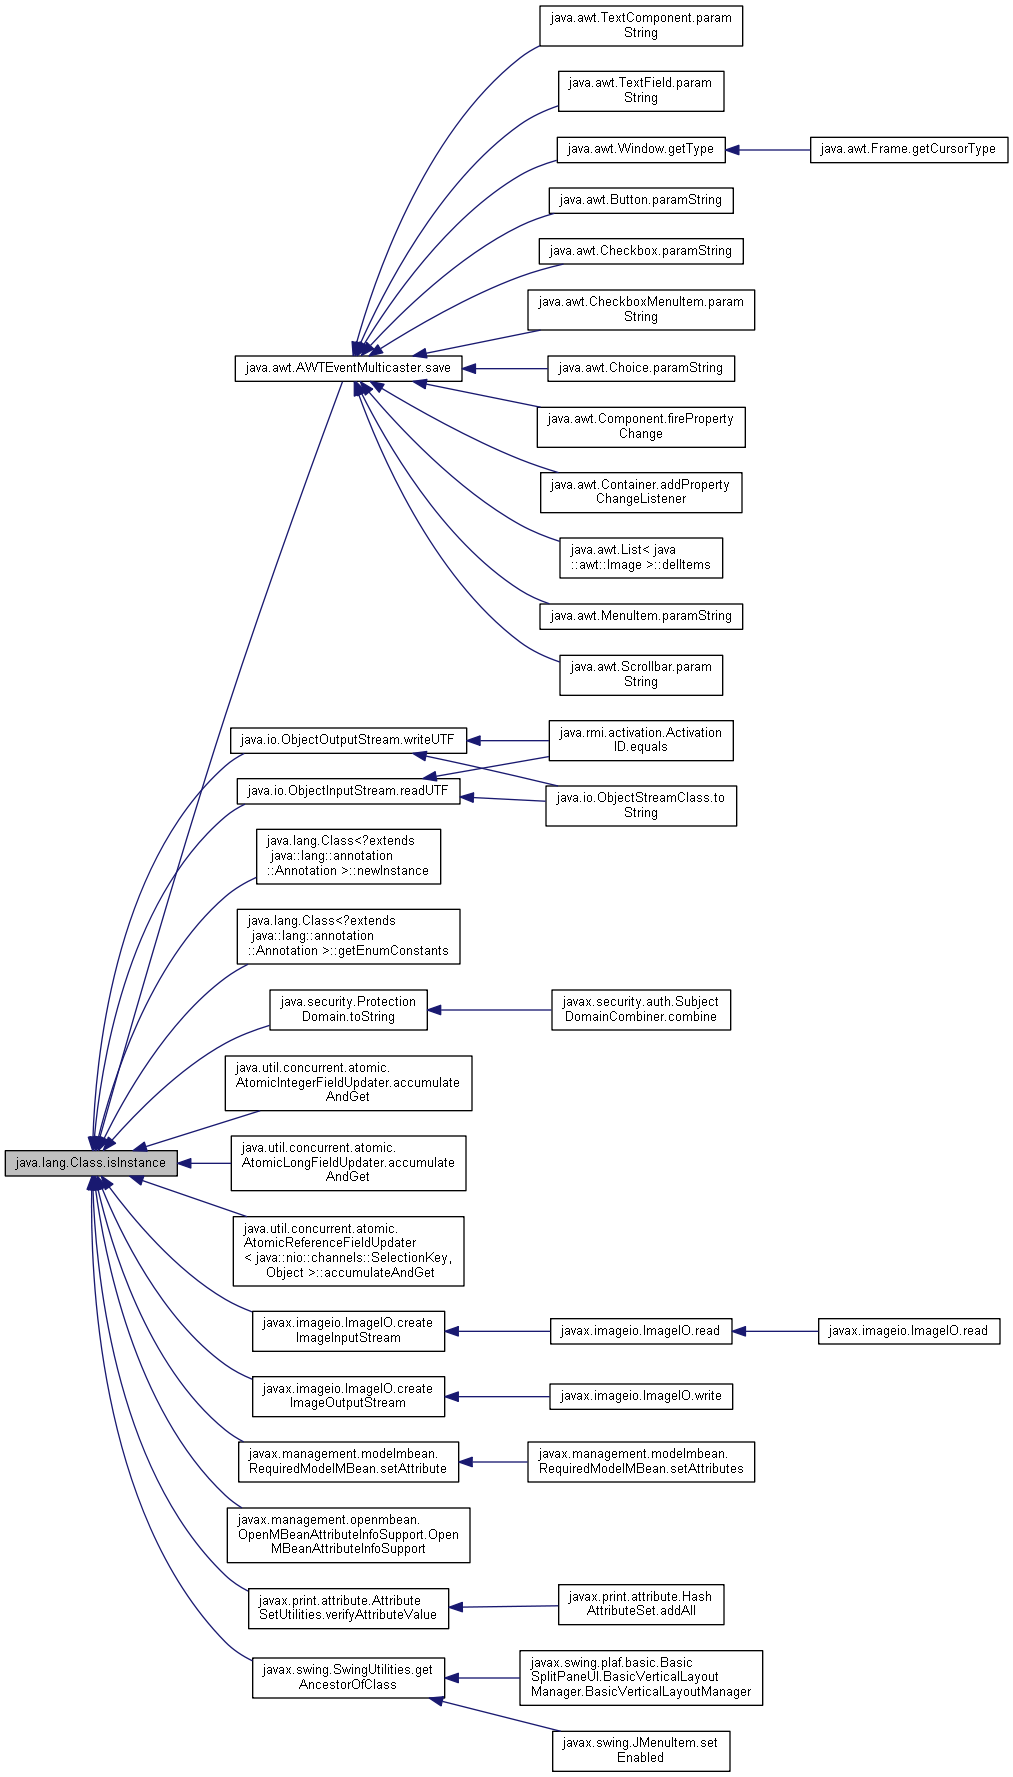 java.awt.TextComponent.param
String
java.awt.TextField.param
String
java.awt.Window.getType
java.awt.Frame.getCursorType
java.awt.Button.paramString
java.awt.Checkbox.paramString
java.awt.CheckboxMenuItem.param
String
java.awt.AWTEventMulticaster.save
java.awt.Choice.paramString
java.awt.Component.fireProperty
Change
java.awt.Container.addProperty
ChangeListener
java.awt.List< java
::awt::Image >::delItems
java.awt.MenuItem.paramString
java.awt.Scrollbar.param
String
java.io.ObjectOutputStream.writeUTF
java.rmi.activation.Activation
ID.equals
java.io.ObjectInputStream.readUTF
java.io.ObjectStreamClass.to
String
java.lang.Class<?extends
java::lang::annotation
::Annotation >::newInstance
java.lang.Class<?extends
java::lang::annotation
::Annotation >::getEnumConstants
java.security.Protection
Domain.toString
javax.security.auth.Subject
DomainCombiner.combine
java.util.concurrent.atomic.
AtomicIntegerFieldUpdater.accumulate
AndGet
java.lang.Class.isInstance
java.util.concurrent.atomic.
AtomicLongFieldUpdater.accumulate
AndGet
java.util.concurrent.atomic.
AtomicReferenceFieldUpdater
< java::nio::channels::SelectionKey,
Object >::accumulateAndGet
javax.imageio.ImageIO.create
ImageInputStream
javax.imageio.ImageIO.read
javax.imageio.ImageIO.read
javax.imageio.ImageIO.create
ImageOutputStream
javax.imageio.ImageIO.write
javax.management.modelmbean.
RequiredModelMBean.setAttribute
javax.management.modelmbean.
RequiredModelMBean.setAttributes
javax.management.openmbean.
OpenMBeanAttributeInfoSupport.Open
MBeanAttributeInfoSupport
javax.print.attribute.Attribute
SetUtilities.verifyAttributeValue
javax.print.attribute.Hash
AttributeSet.addAll
javax.swing.SwingUtilities.get
AncestorOfClass
javax.swing.plaf.basic.Basic
SplitPaneUI.BasicVerticalLayout
Manager.BasicVerticalLayoutManager
javax.swing.JMenuItem.set
Enabled